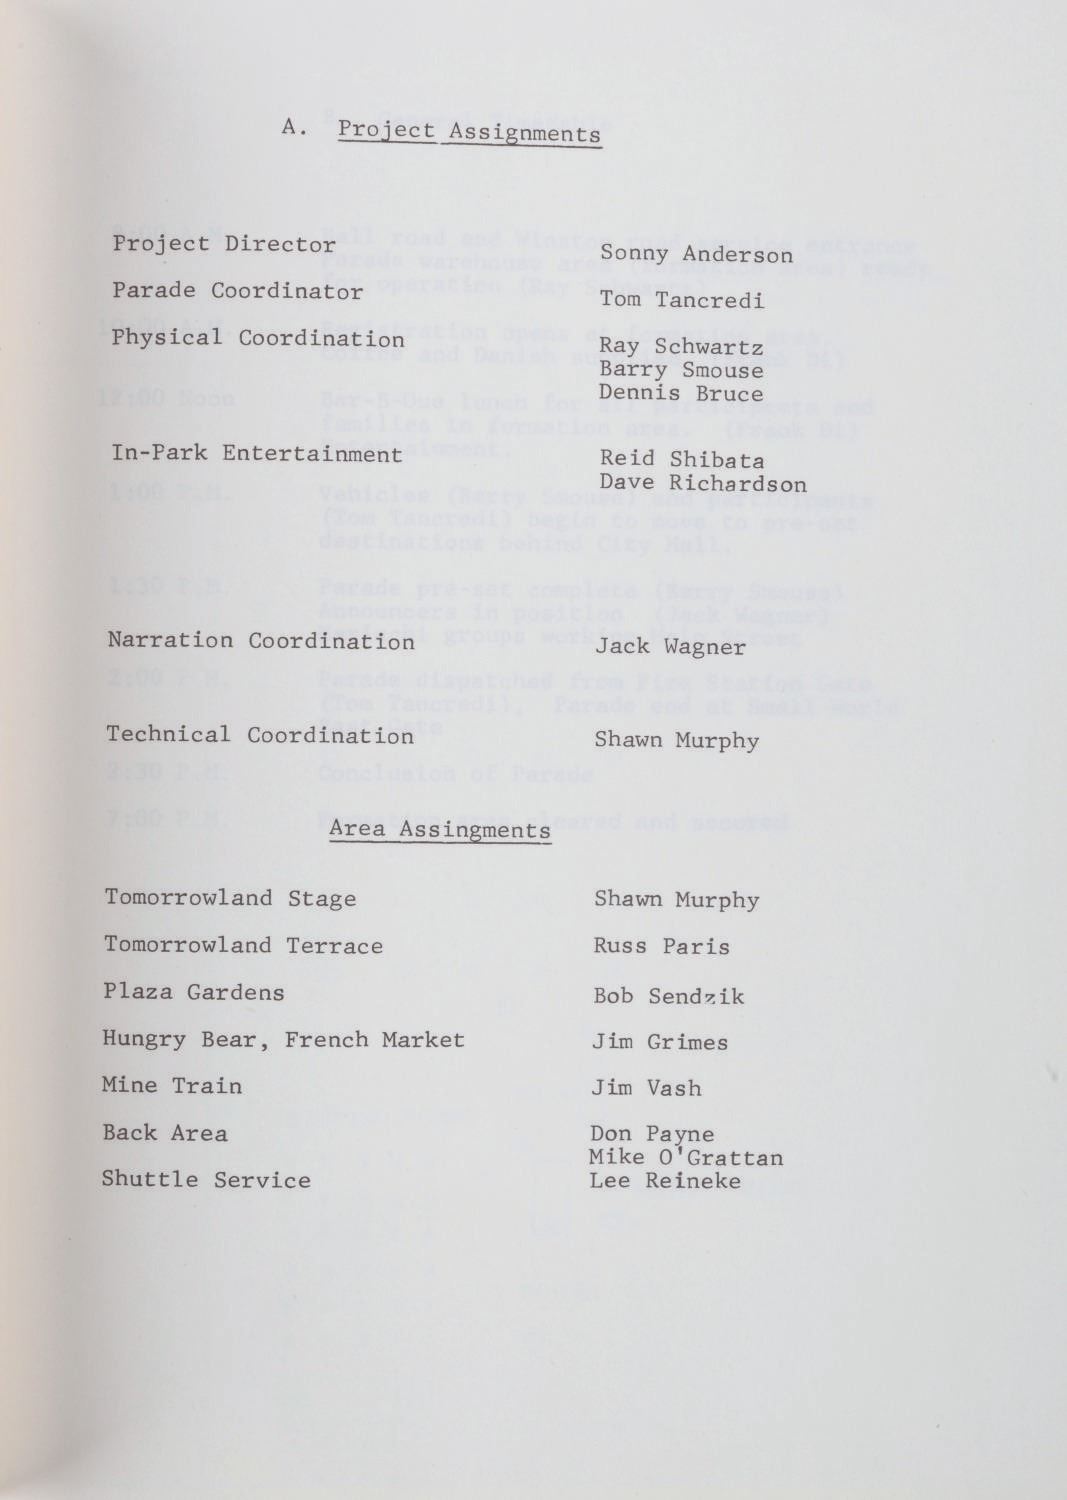 A. Project Assignments
Project Director Sonny Anderson
Parade Coordinator Tom Tancredi
Physical Coordination Ray Schwartz
Barry Smouse
Dennis Bruce
In-Park Entertainment Reid Shibata
Dave Richardson
Narration Coordination Jack Wagner
Technical Coordination Shawn Murphy
Area Assingments
Tomorrowland Stage Shawn Murphy
Tomorrowland Terrace Russ Paris
Plaza Gardens Bob Sendzik
Hungry Bear, French Market Jim Grimes
Mine Train Jim Vash
Back Area Don Payne
Mike O'Grattan
Shuttle Service Lee Reineke